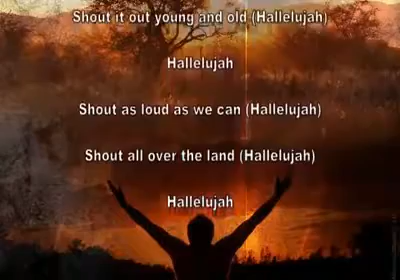 Shout it out young and old (Hallelujah)
Hallelujah
Shout as loud as we can (Hallelujah)
Shout all over the land (Hallelujah)
Hallelujah